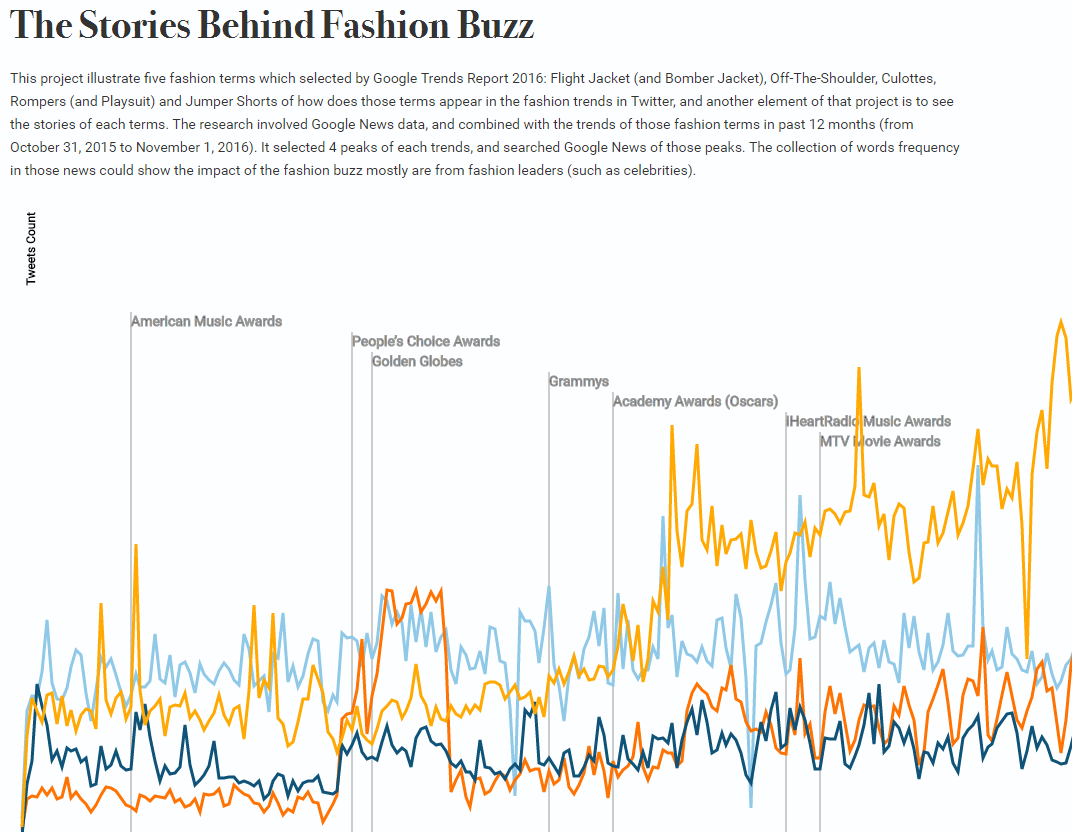 The Stories Behind Fashion Buzz
This project illustrate five fashion terms which selected by Google Trends Report 2016: Flight Jacket (and Bomber Jacket), Off-The-Shoulder, Culottes,
Rompers (and Playsuit) and Jumper Shorts of how does those terms appear in the fashion trends in Twitter, and another element of that project is to see
the stories of each terms. The research involved Google News data, and combined with the trends of those fashion terms in past 12 months (from
October 31, 2015 to November 1, 2016). It selected 4 peaks of each trends, and searched Google News of those peaks. The collection of words frequency
in those news could show the impact of the fashion buzz mostly are from fashion leaders (such as celebrities).
Tweets Count
American Music Awards
People's Choice Awards
Golden Globes
Grammys
Academy Awards (Oscars)
IHeartRadio Music Awards
MTV Movie Awards